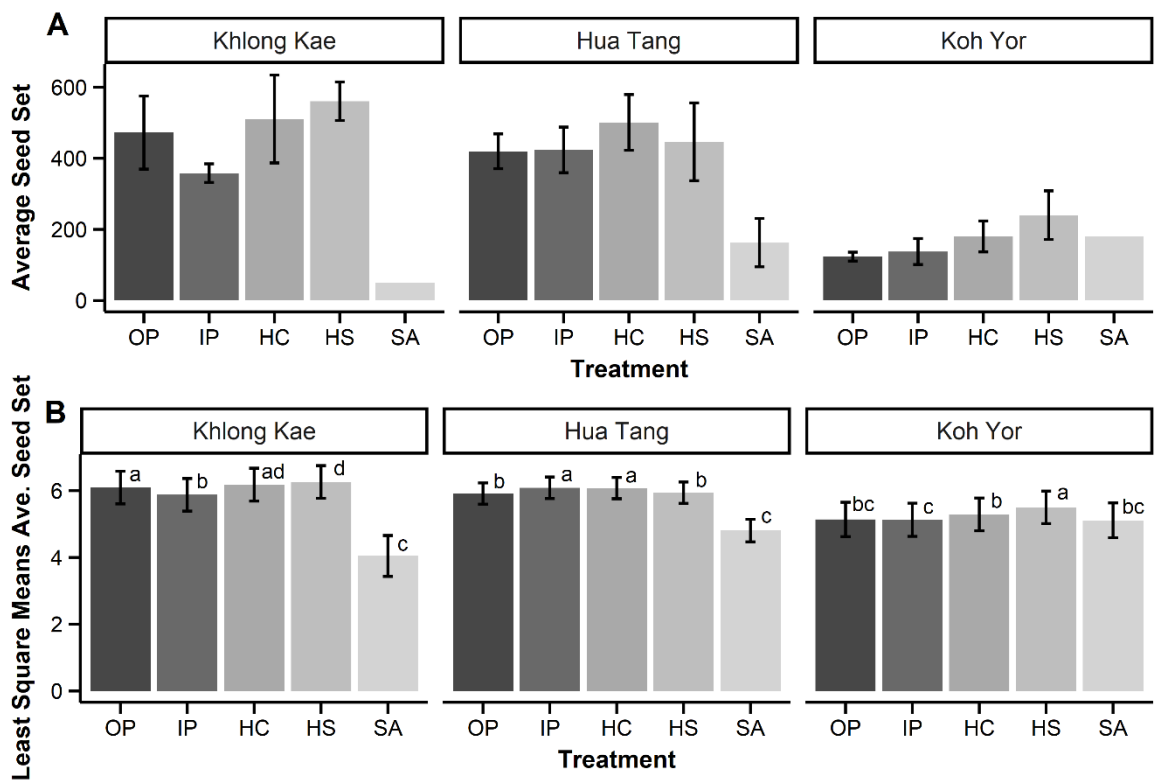 A
Khlong Kae Hua Tang Koh Yor
Average Seed Set
600
400
200
0
OP IP HC HS SA OP IP HC HS SA OP IP HC HS SA
Treatment
B
Khlong Kae Hua Tang Koh Yor
Least Square Means Ave. Seed Set
6
4
2
0
a b ad d c b a a b c bc c b a bc
OP IP HC HS SA OP IP HC HS SA OP IP HC HS SA
Treatment